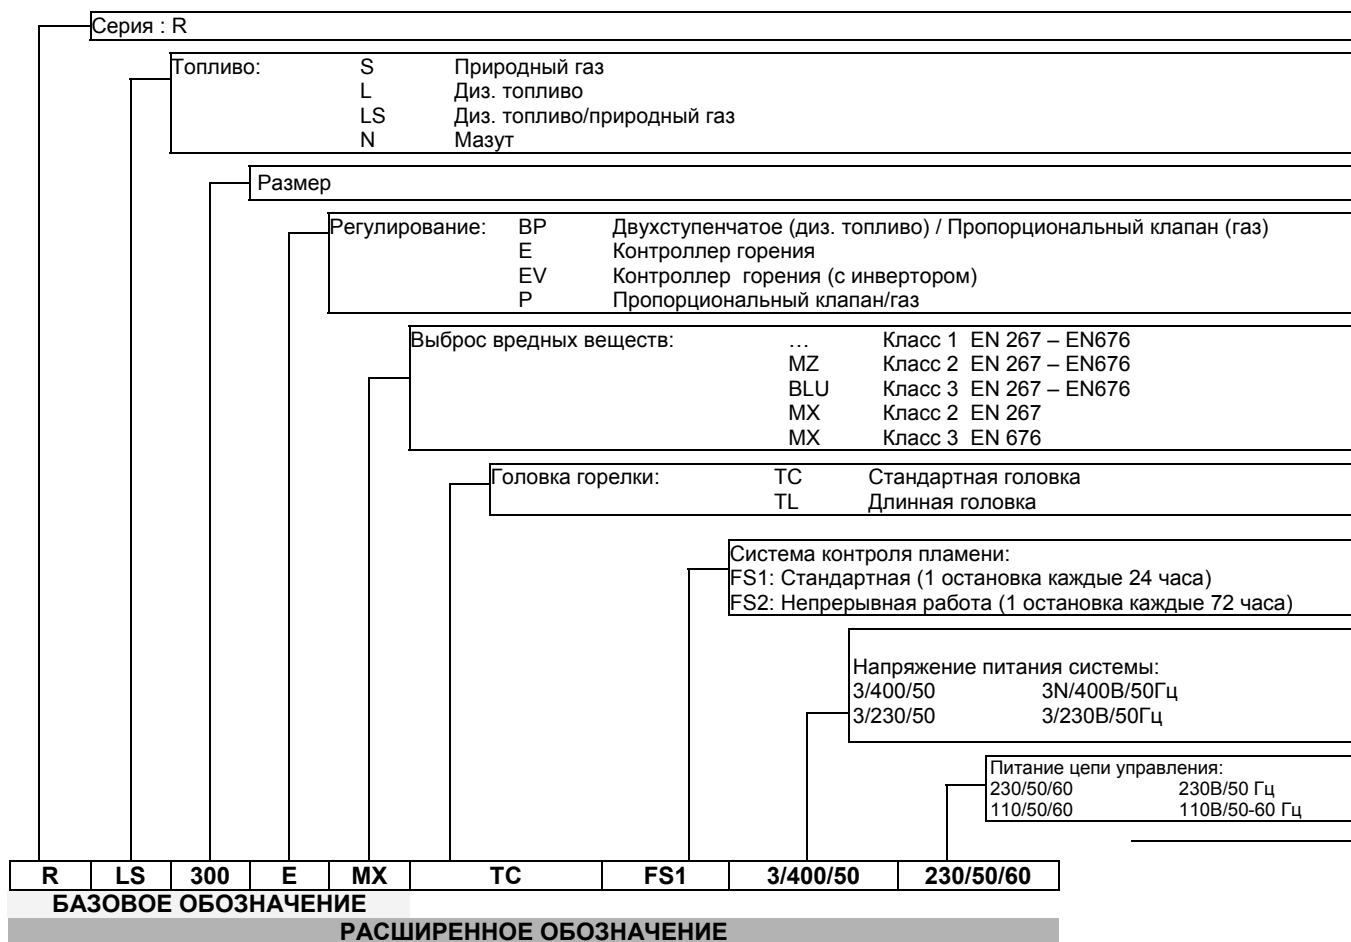 Серия : R
Топливо: S Природный газ
L Диз. топливо
LS Диз. топливо/природный газ
N Мазут
Размер
Регулирование: BP Двухступенчатое (диз. топливо) / Пропорциональный клапан (газ)
E Контроллер горения
EV Контроллер горения (с инвертором)
P Пропорциональный клапан/газ
Выброс вредных веществ: … Класс 1 EN 267 – EN676
MZ Класс 2 EN 267 – EN676
BLU Класс 3 EN 267 – EN676
MX Класс 2 EN 267
MX Класс 3 EN 676
Головка горелки: TC Стандартная головка
TL Длинная головка
Система контроля пламени:
FS1: Стандартная (1 остановка каждые 24 часа)
FS2: Непрерывная работа (1 остановка каждые 72 часа)
Напряжение питания системы:
3/400/50 3N/400В/50Гц
3/230/50 3/230В/50Гц
Питание цепи управления:
230/50/60 230В/50 Гц
110/50/60 110В/50-60 Гц
R LS 300 E MX TC FS1 3/400/50 230/50/60
БАЗОВОЕ ОБОЗНАЧЕНИЕ
РАСШИРЕННОЕ ОБОЗНАЧЕНИЕ